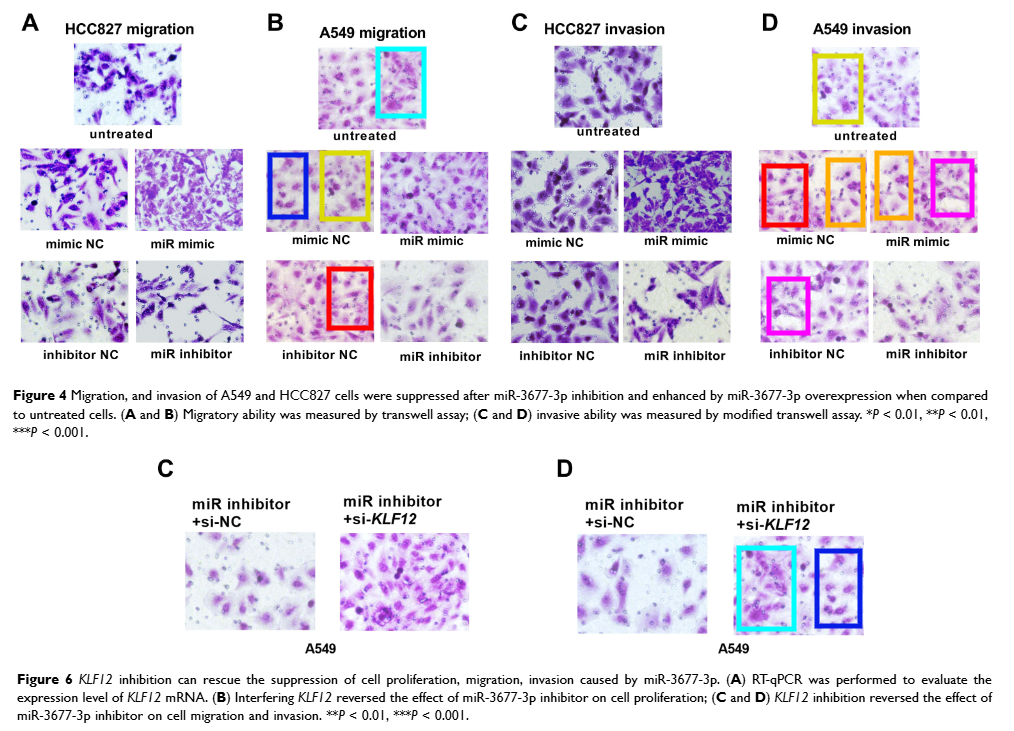 A
HCC827 migration
untreated
mimic NC
miR mimic
inhibitor NC
miR inhibitor
B
A549 migration
untreated
mimic NC
miR mimic
inhibitor NC
miR inhibitor
C
HCC827 invasion
untreated
mimic NC
miR mimic
inhibitor NC
miR inhibitor
D
A549 invasion
untreated
mimic NC
miR mimic
inhibitor NC
miR inhibitor
Figure 4 Migration, and invasion of A549 and HCC827 cells were suppressed after miR-3677-3p inhibition and enhanced by miR-3677-3p overexpression when compared
to untreated cells. (A and B) Migratory ability was measured by transwell assay; (C and D) invasive ability was measured by modified transwell assay. *P < 0.01, **P < 0.01,
***P < 0.001.
C
miR inhibitor
+si-NC
miR inhibitor
+si-KLF12
A549
D
miR inhibitor
+si-NC
miR inhibitor
+si-KLF12
A549
Figure 6 KLF12 inhibition can rescue the suppression of cell proliferation, migration, invasion caused by miR-3677-3p. (A) RT-qPCR was performed to evaluate the
expression level of KLF12 mRNA. (B) Interfering KLF12 reversed the effect of miR-3677-3p inhibitor on cell proliferation; (C and D) KLF12 inhibition reversed the effect of
miR-3677-3p inhibitor on cell migration and invasion. **P < 0.01, ***P < 0.001.